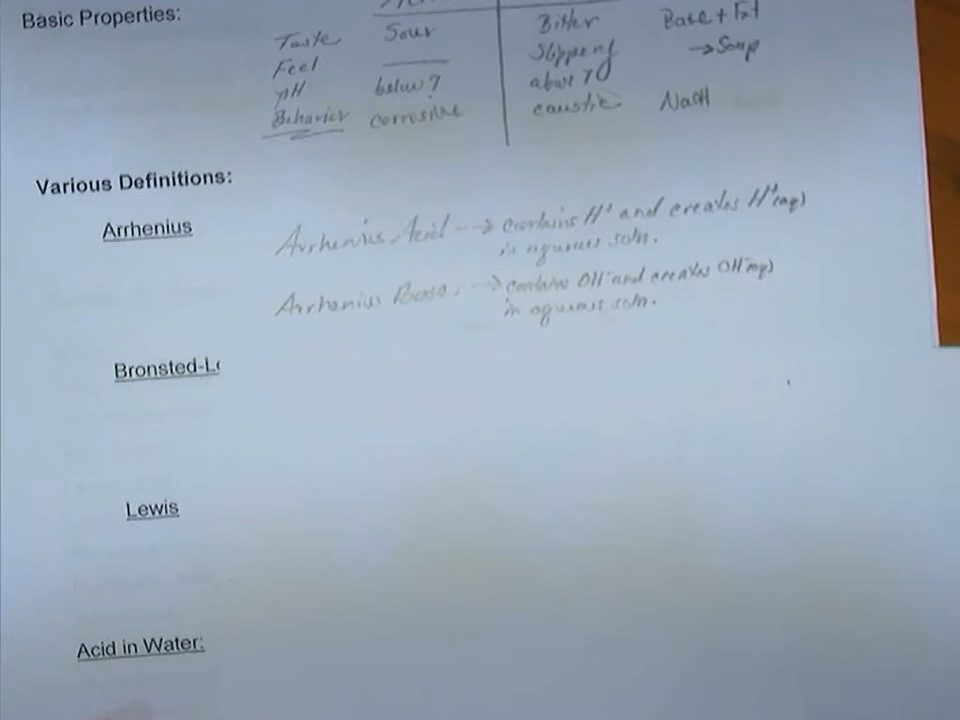 Basic Properties:
Taste Sour Bitter Base + Fat
Feel — Slippery → Soap
pH below 7 above 7
Behavior corrosive caustic NaOH
Various Definitions:
Arrhenius
Arrhenius Acid --→ contains H⁺ and creates H⁺(aq)
in aqueous soln.
Arrhenius Base. --→ contains OH⁻ and creates OH⁻(aq)
in aqueous soln.
Bronsted-L
Lewis
Acid in Water: